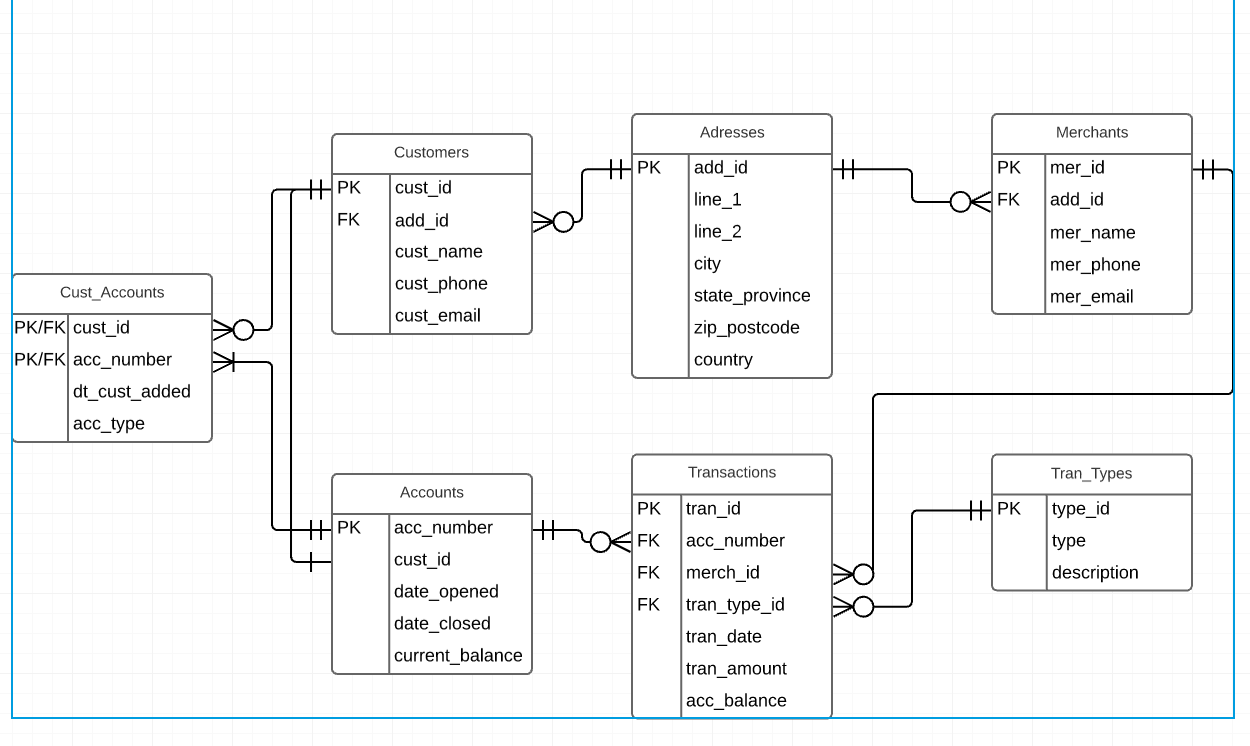 Customers
PK cust_id
FK add_id
cust_name
cust_phone
cust_email
Adresses
PK add_id
line_1
line_2
city
state_province
zip_postcode
country
Merchants
PK mer_id
FK add_id
mer_name
mer_phone
mer_email
Cust_Accounts
PK/FK cust_id
PK/FK acc_number
dt_cust_added
acc_type
Accounts
PK acc_number
cust_id
date_opened
date_closed
current_balance
Transactions
PK tran_id
FK acc_number
FK merch_id
FK tran_type_id
tran_date
tran_amount
acc_balance
Tran_Types
PK type_id
type
description